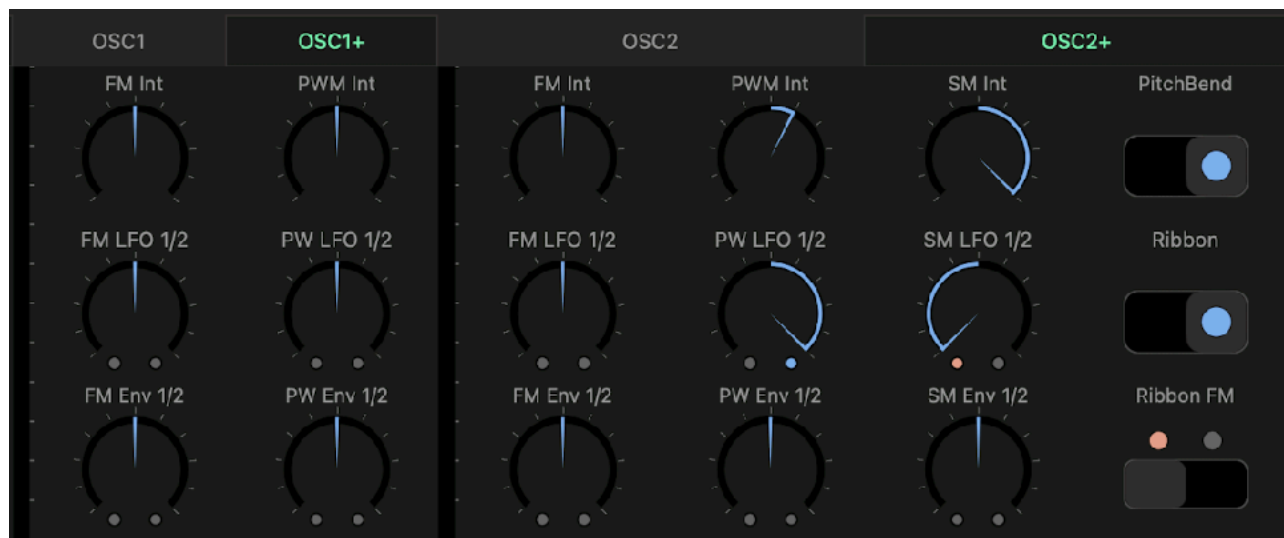 OSC1 OSC1+ OSC2 OSC2+
FM Int PWM Int FM Int PWM Int SM Int PitchBend
FM LFO 1/2 PW LFO 1/2 FM LFO 1/2 PW LFO 1/2 SM LFO 1/2 Ribbon
FM Env 1/2 PW Env 1/2 FM Env 1/2 PW Env 1/2 SM Env 1/2 Ribbon FM